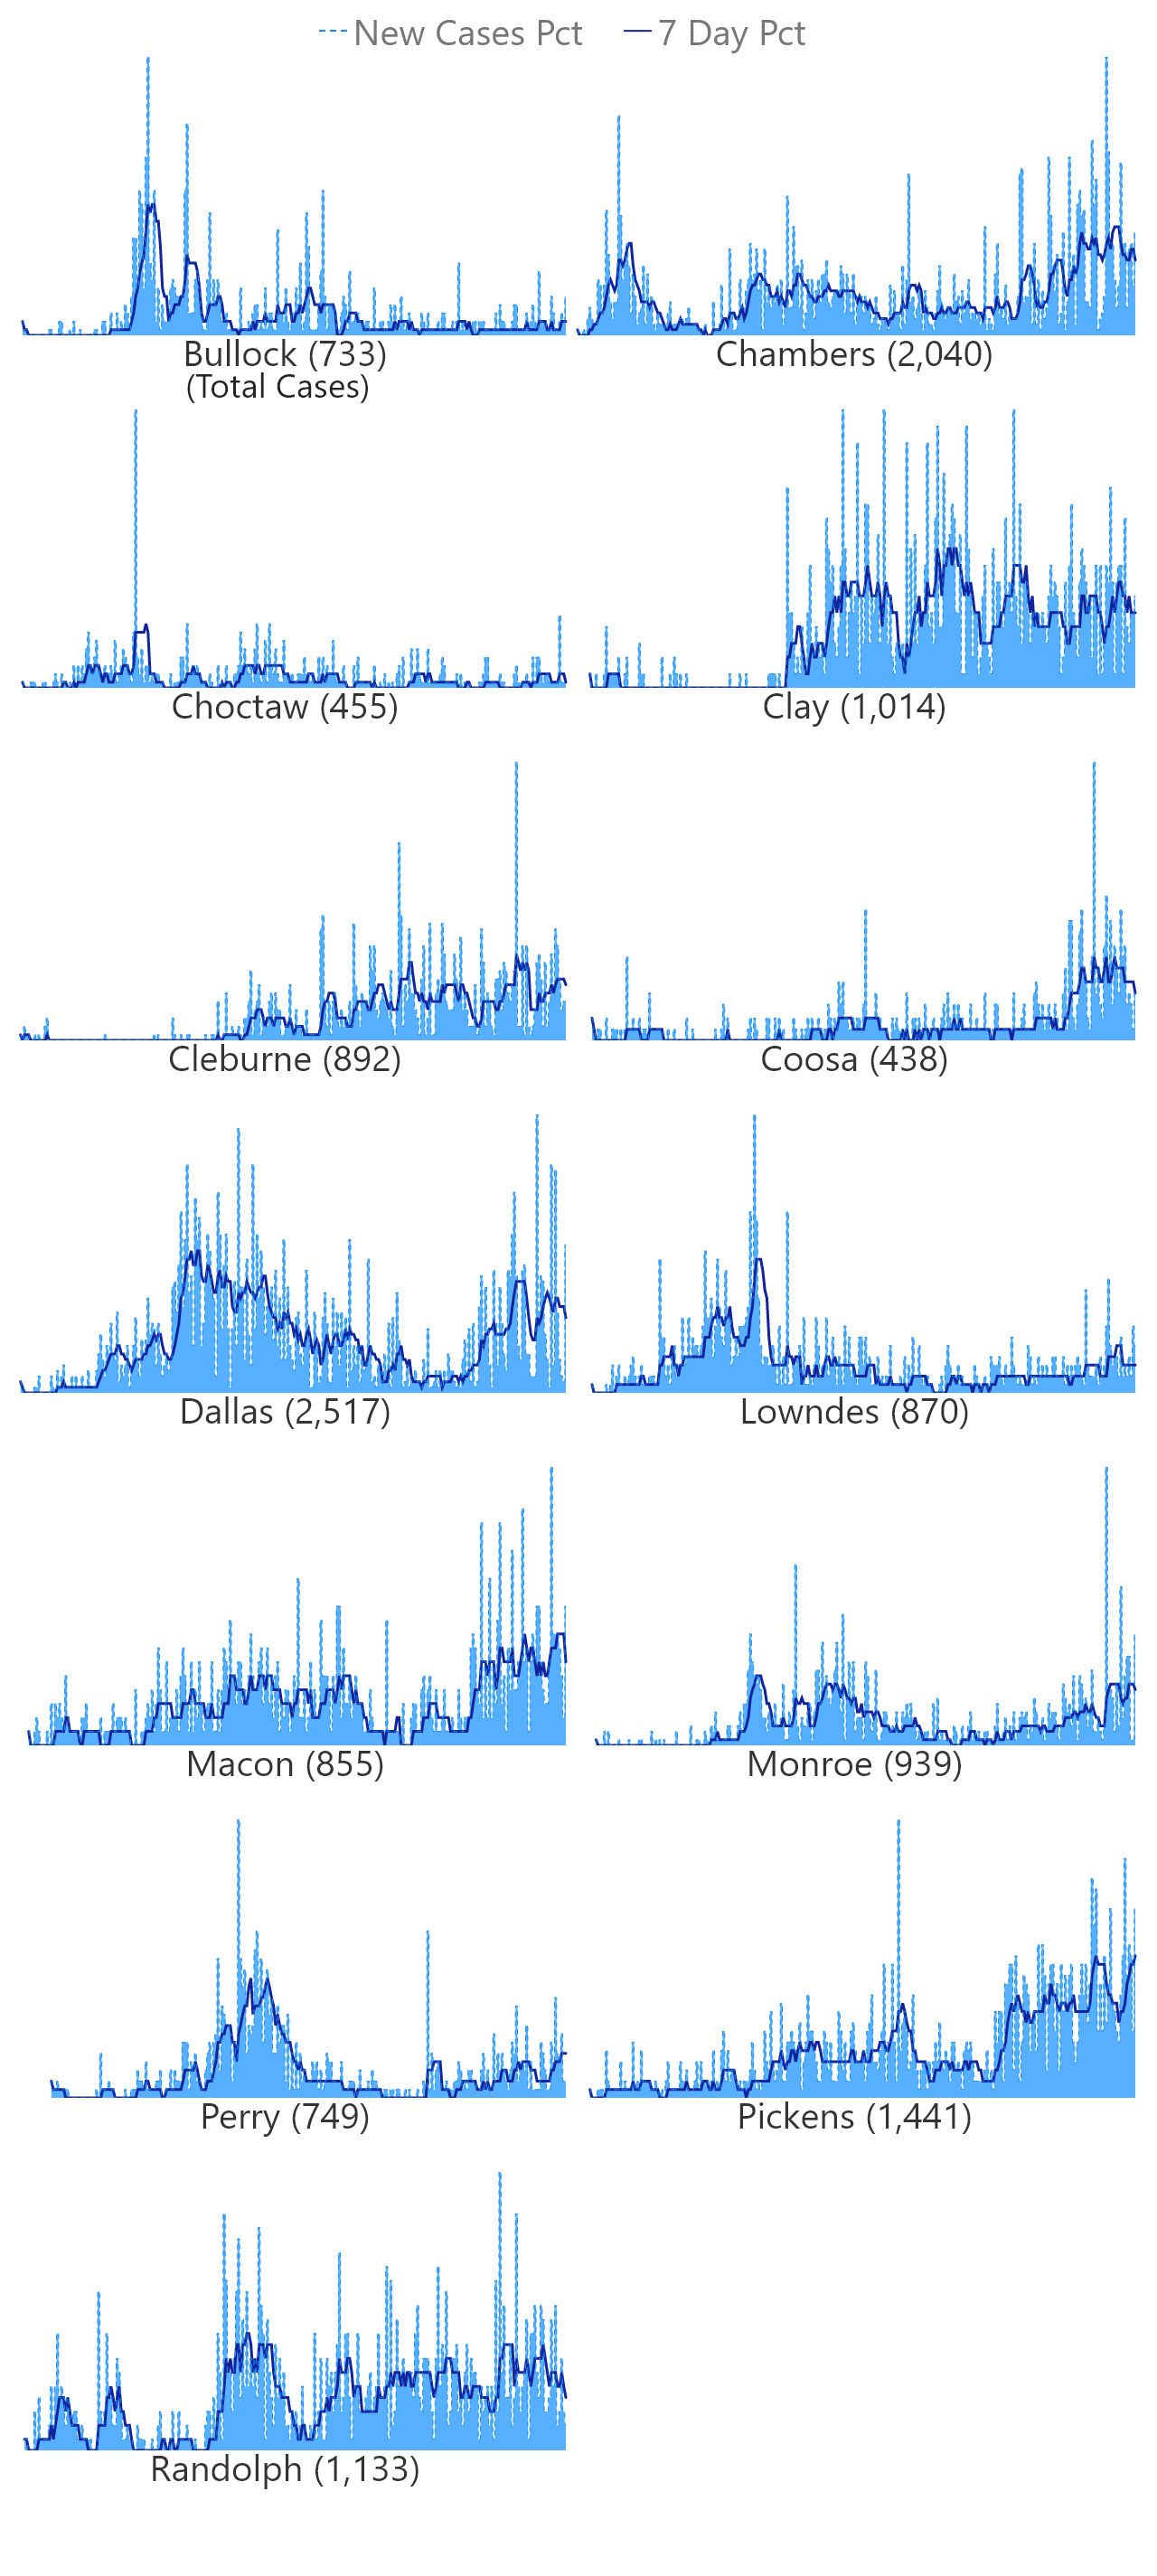 New Cases Pct 7 Day Pct
Bullock (733) Chambers (2,040)
(Total Cases)
Choctaw (455) Clay (1,014)
Cleburne (892) Coosa (438)
Dallas (2,517) Lowndes (870)
Macon (855) Monroe (939)
Perry (749) Pickens (1,441)
Randolph (1,133)